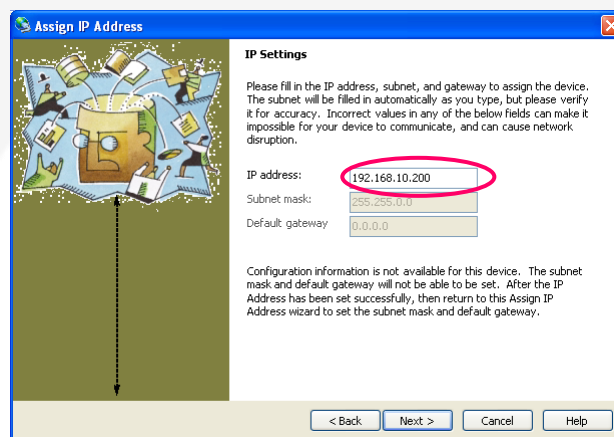 Assign IP Address
IP Settings
Please fill in the IP address, subnet, and gateway to assign the device.
The subnet will be filled in automatically as you type, but please verify
it for accuracy. Incorrect values in any of the below fields can make it
impossible for your device to communicate, and can cause network
disruption.
IP address: 192.168.10.200
Subnet mask: 255.255.0.0
Default gateway 0.0.0.0
Configuration information is not available for this device. The subnet
mask and default gateway will not be able to be set. After the IP
Address has been set successfully, then return to this Assign IP
Address wizard to set the subnet mask and default gateway.
< Back Next > Cancel Help